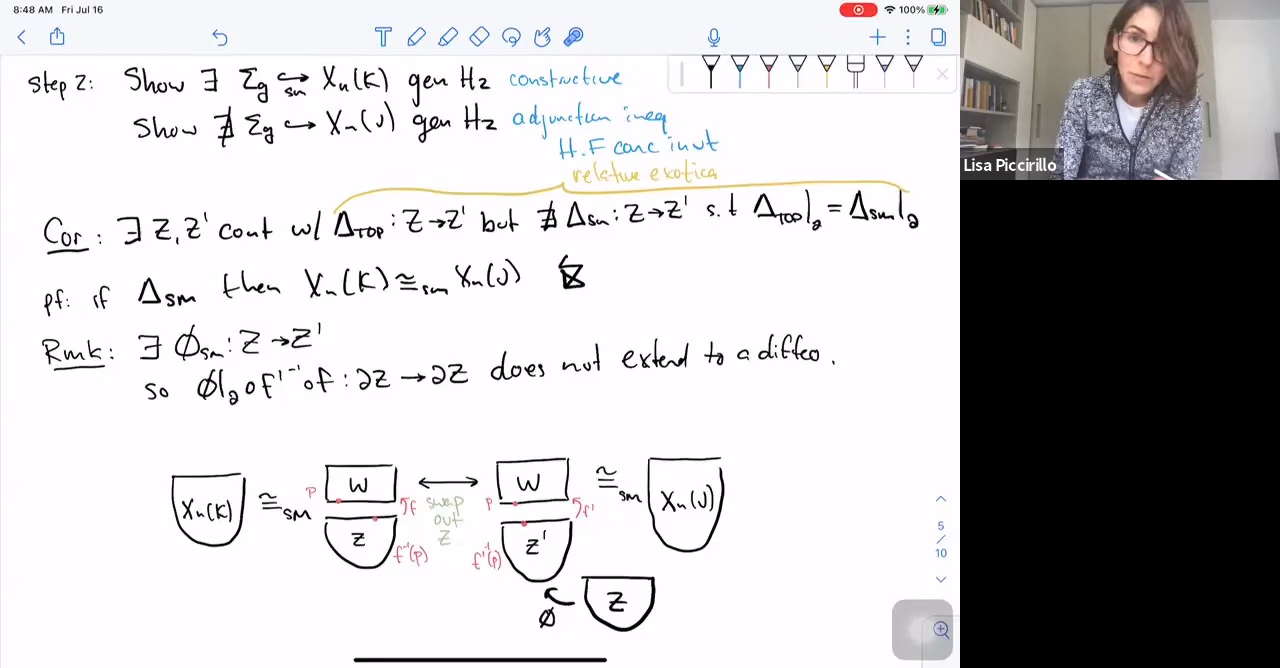 8:48 AM Fri Jul 16
100%
Step 2: Show ∃ Σg ↪sm Xn(K) gen H2 constructive
Show ∄ Σg ↪ Xn(J) gen H2 adjunction ineq
H.F conc invt
relative exotica
Cor: ∃ Z, Z' cont w/ ΔTOP : Z→Z' but ∄ Δsm : Z→Z' s.t ΔTOP|∂ = Δsm|∂
pf: if Δsm then Xn(K) ≅sm Xn(J)
Rmk: ∃ ϕsm : Z→Z'
so ϕ|∂ ∘ f'⁻¹ ∘ f : ∂Z → ∂Z does not extend to a diffeo.
Xn(K) ≅sm W Z p f f⁻¹(p) ↔ swap out Z W Z' p f' f'⁻¹(p) ≅sm Xn(J)
ϕ Z
5 / 10
Lisa Piccirillo